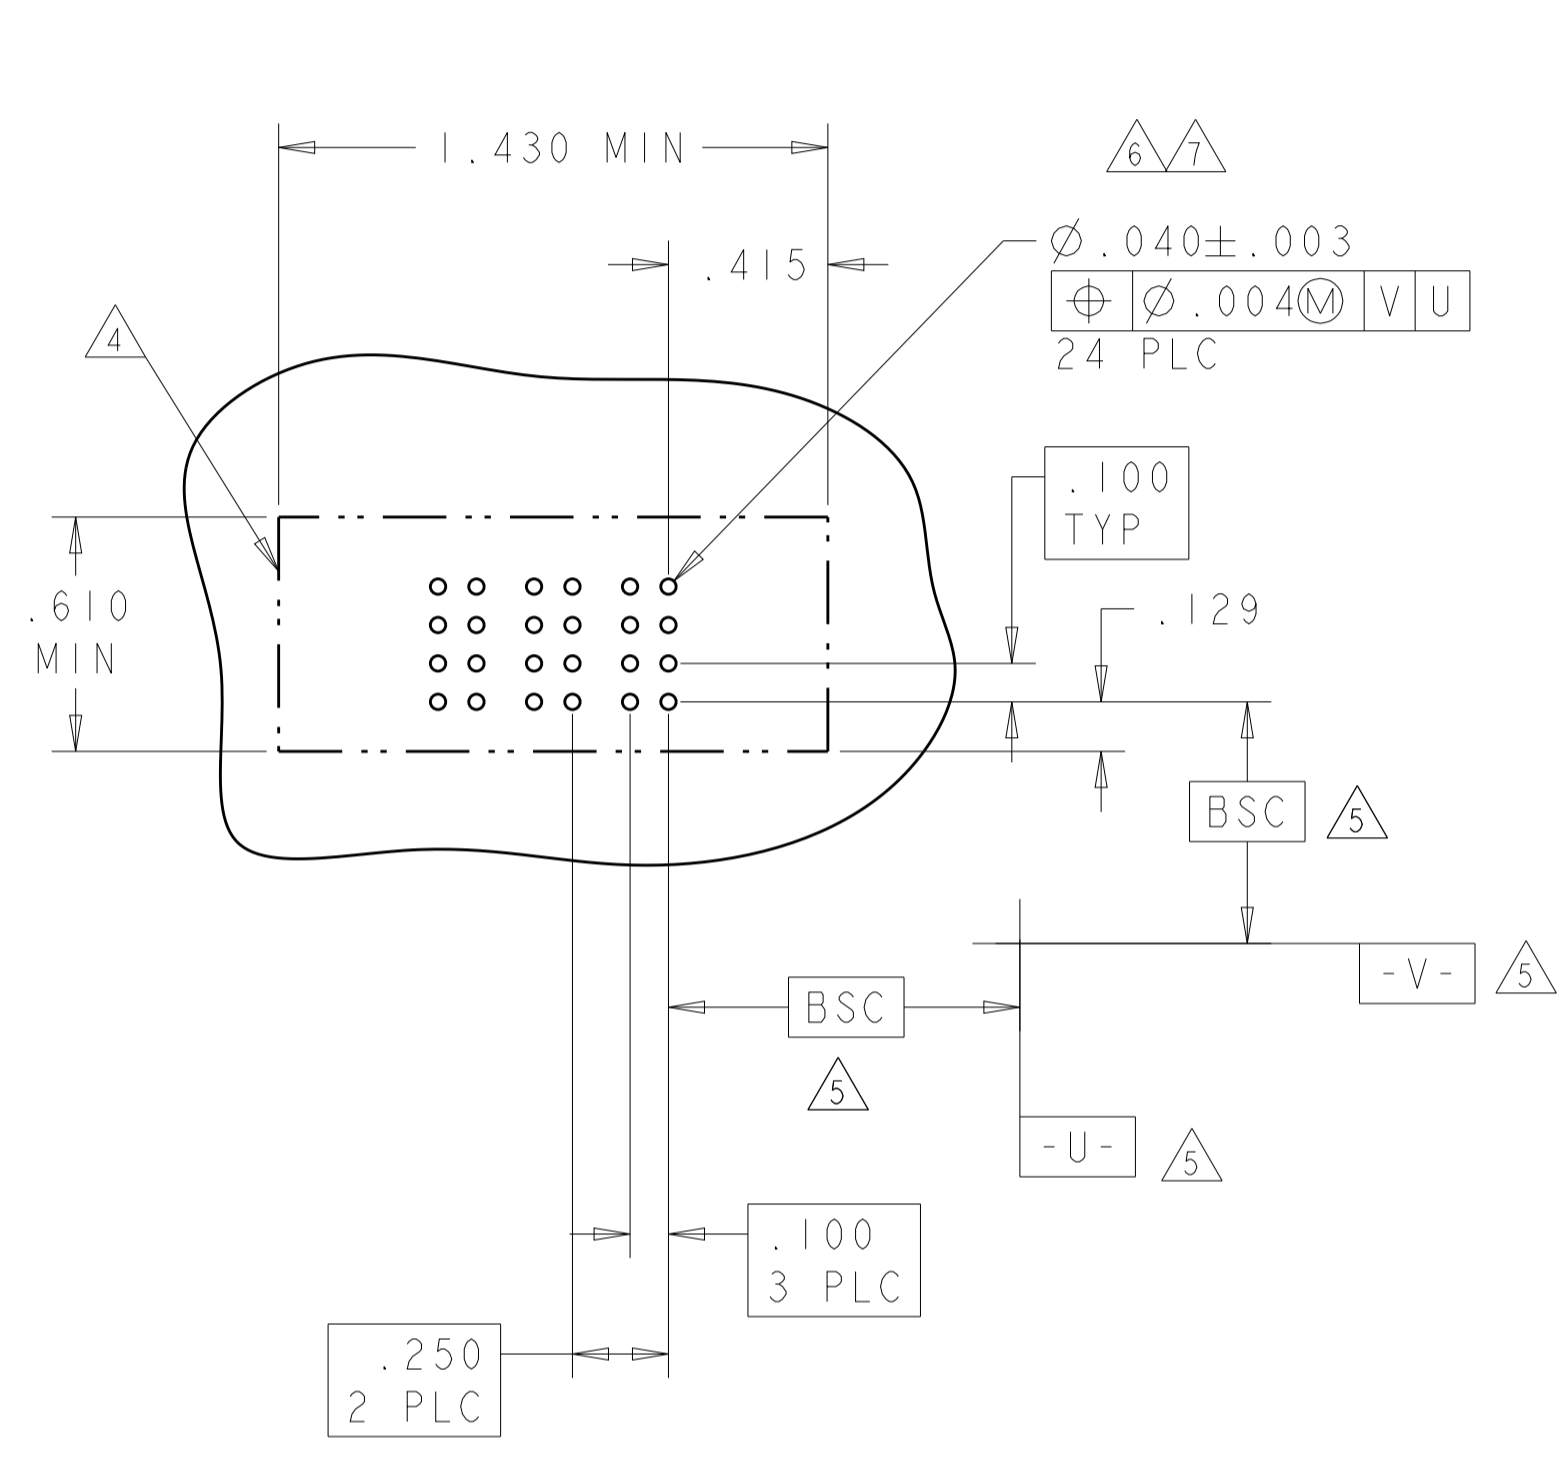 1.430 MIN
6 7
.415
⌀.040±.003
⌖ ⌀.004Ⓜ V U
24 PLC
4
.100
TYP
.610
MIN
.129
BSC
5
-V-
5
BSC
5
-U-
5
.100
3 PLC
.250
2 PLC